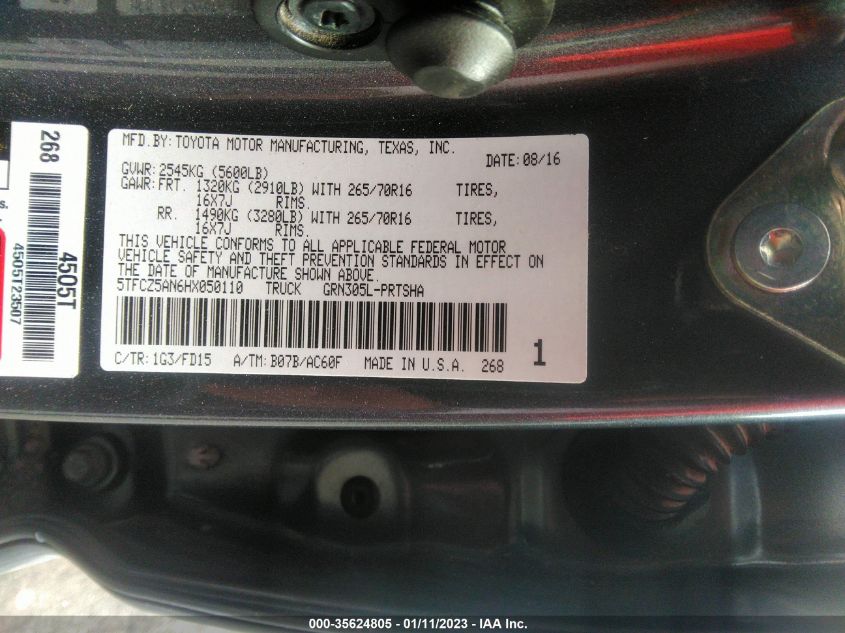 MFD.BY:TOYOTA MOTOR MANUFACTURING, TEXAS, INC.
DATE:08/16
GVWR:2545KG (5600LB)
GAWR:FRT. 1320KG (2910LB) WITH 265/70R16 TIRES,
16X7J RIMS.
RR. 1490KG (3280LB) WITH 265/70R16 TIRES,
16X7J RIMS.
THIS VEHICLE CONFORMS TO ALL APPLICABLE FEDERAL MOTOR
VEHICLE SAFETY AND THEFT PREVENTION STANDARDS IN EFFECT ON
THE DATE OF MANUFACTURE SHOWN ABOVE.
5TFCZ5AN6HX050110 TRUCK GRN305L-PRTSHA
C/TR:1G3/FD15 A/TM:B07B/AC60F MADE IN U.S.A. 268
1
268
4505T
4505T23507
s.
000-35624805 - 01/11/2023 - IAA Inc.